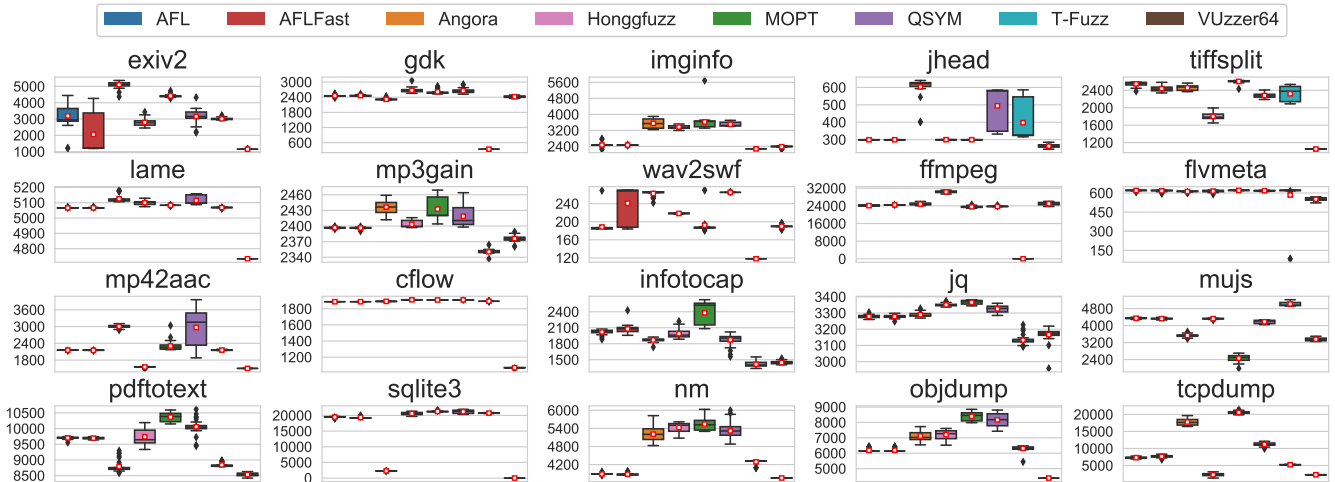 AFL AFLFast Angora Honggfuzz MOPT QSYM T-Fuzz VUzzer64
exiv2 gdk imginfo jhead tiffsplit
5000 4000 3000 2000 1000
3000 2400 1800 1200 600
5600 4800 4000 3200 2400
600 500 400 300
2400 1800 1200
lame mp3gain wav2swf ffmpeg flvmeta
5200 5100 5000 4900 4800
2460 2430 2400 2370 2340
240 200 160 120
32000 24000 16000 8000 0
600 450 300 150
mp42aac cflow infotocap jq mujs
3600 3000 2400 1800
1800 1600 1400 1200
2400 2100 1800 1500
3400 3300 3200 3100 3000
4800 4000 3200 2400
pdftotext sqlite3 nm objdump tcpdump
10500 10000 9500 9000 8500
20000 15000 10000 5000 0
6000 5400 4800 4200
9000 8000 7000 6000 5000
20000 15000 10000 5000